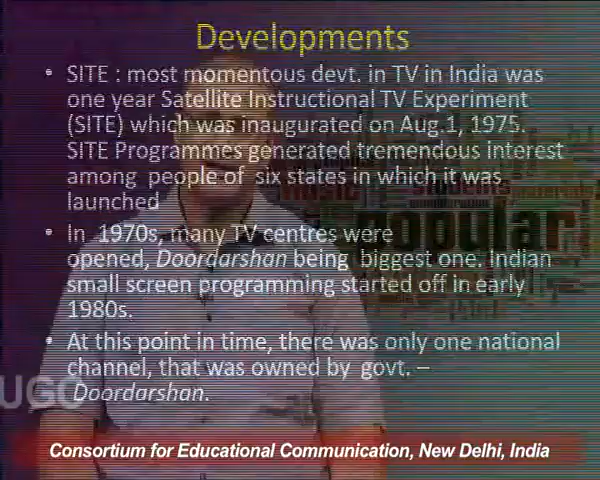 Developments
• SITE : most momentous devt. in TV in India was
one year Satellite Instructional TV Experiment
(SITE) which was inaugurated on Aug.1, 1975.
SITE Programmes generated tremendous interest
among people of six states in which it was
launched
• In 1970s, many TV centres were
opened, Doordarshan being biggest one. Indian
small screen programming started off in early
1980s.
• At this point in time, there was only one national
channel, that was owned by govt. –
Doordarshan.
popular
UGC
Consortium for Educational Communication, New Delhi, India